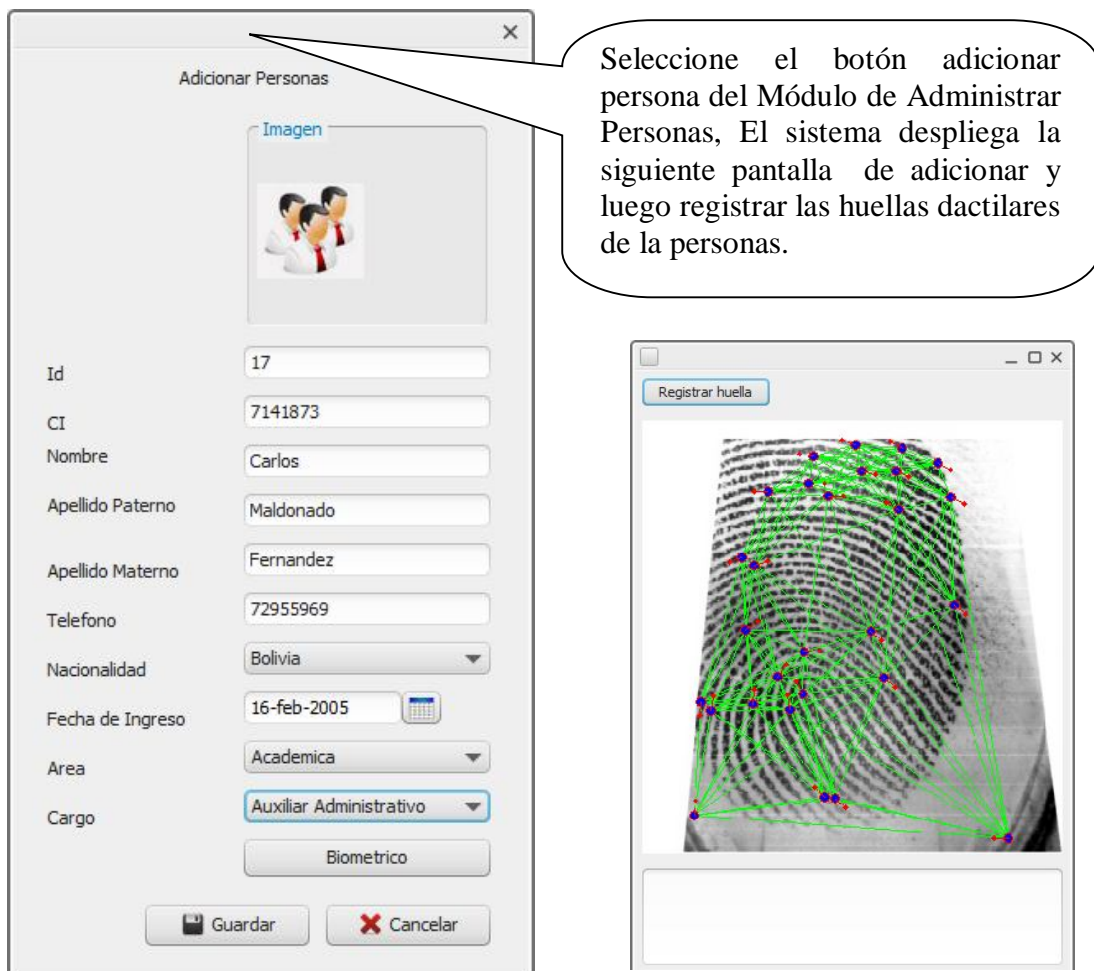 Adicionar Personas
Imagen
Id
17
CI
7141873
Nombre
Carlos
Apellido Paterno
Maldonado
Apellido Materno
Fernandez
Telefono
72955969
Nacionalidad
Bolivia
Fecha de Ingreso
16-feb-2005
Area
Academica
Cargo
Auxiliar Administrativo
Biometrico
Guardar
Cancelar
Seleccione el botón adicionar
persona del Módulo de Administrar
Personas, El sistema despliega la
siguiente pantalla de adicionar y
luego registrar las huellas dactilares
de la personas.
Registrar huella